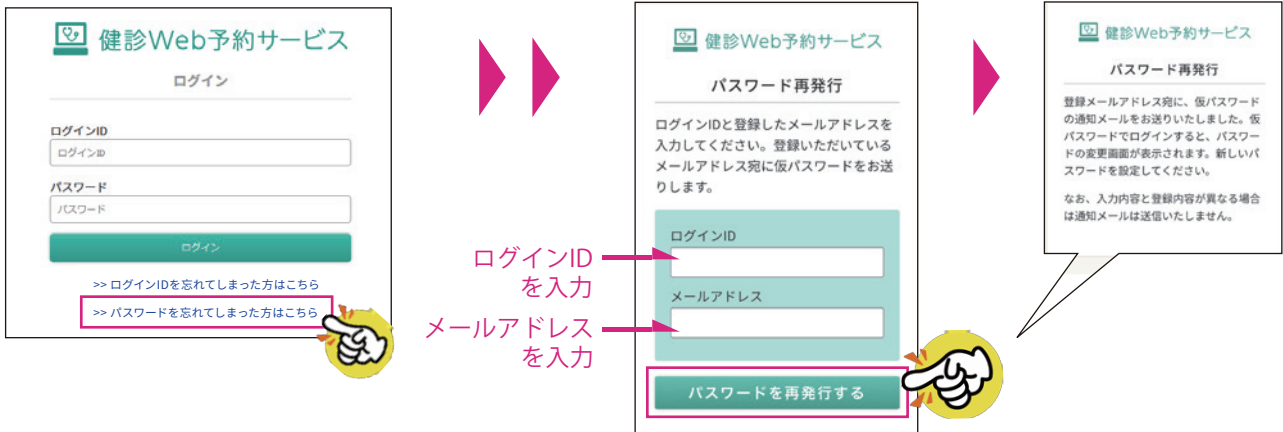 健診Web予約サービス
ログイン
ログインID
ログインID
パスワード
パスワード
ログイン
>> ログインIDを忘れてしまった方はこちら
>> パスワードを忘れてしまった方はこちら
健診Web予約サービス
パスワード再発行
ログインIDと登録したメールアドレスを
入力してください。登録いただいている
メールアドレス宛に仮パスワードをお送
りします。
ログインID
ログインID
を入力
メールアドレス
メールアドレス
を入力
パスワードを再発行する
健診Web予約サービス
パスワード再発行
登録メールアドレス宛に、仮パスワード
の通知メールをお送りいたしました。仮
パスワードでログインすると、パスワー
ドの変更画面が表示されます。新しいパ
スワードを設定してください。
なお、入力内容と登録内容が異なる場合
は通知メールは送信いたしません。